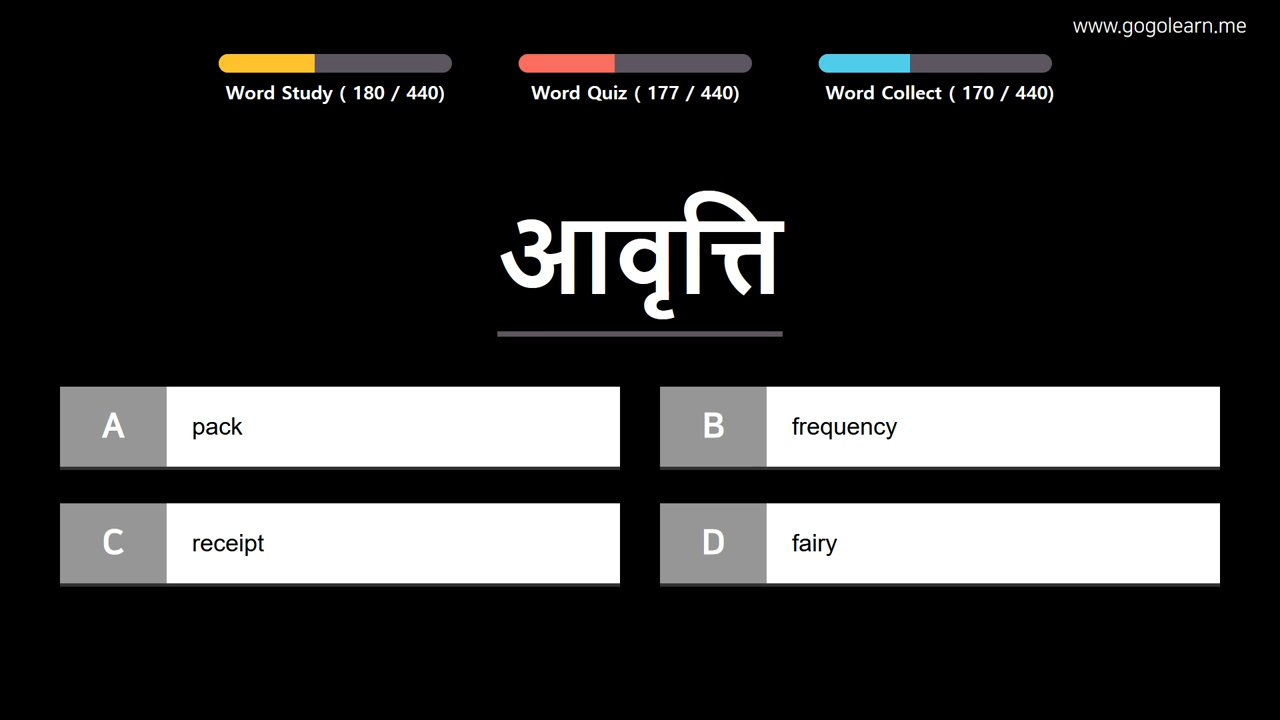 www.gogolearn.me
Word Study ( 180 / 440)
Word Quiz ( 177 / 440)
Word Collect ( 170 / 440)
आवृत्ति
A pack
B frequency
C receipt
D fairy